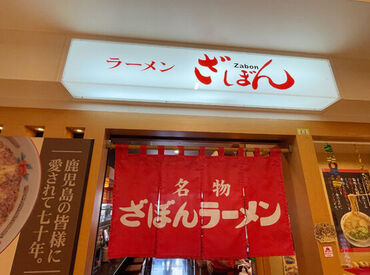 ラーメン ざぼん
Zabon
名物
ざぼんラーメン
鹿児島の皆様に
愛されて七十年。